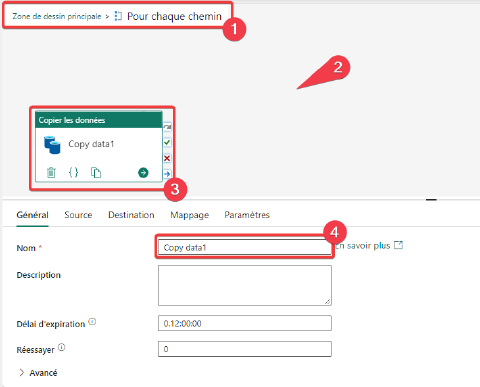 Zone de dessin principale > Pour chaque chemin
1
2
Copier les données
Copy data1
{ }
3
Général Source Destination Mappage Paramètres
4
Nom * Copy data1 En savoir plus
Description
Délai d'expiration 0.12:00:00
Réessayer 0
> Avancé